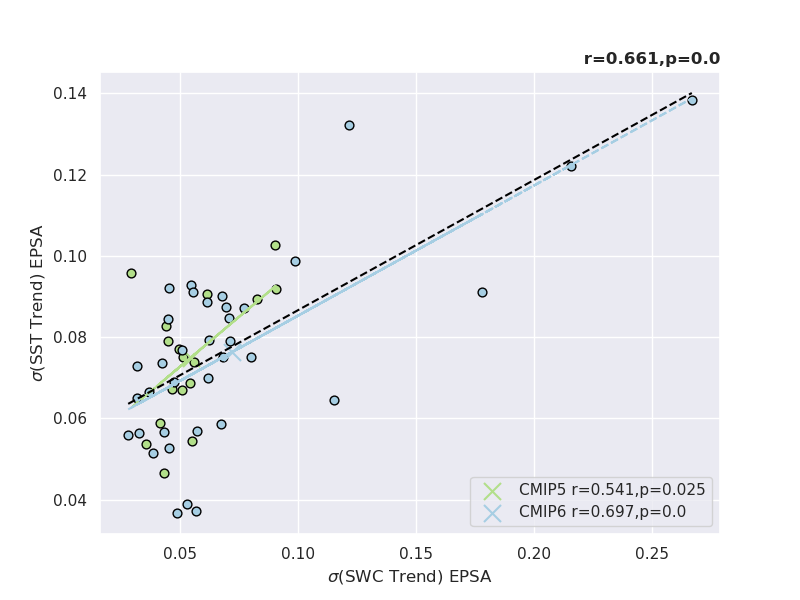 r=0.661,p=0.0
0.14
0.12
0.10
0.08
0.06
0.04
σ(SST Trend) EPSA
CMIP5 r=0.541,p=0.025
CMIP6 r=0.697,p=0.0
0.05 0.10 0.15 0.20 0.25
σ(SWC Trend) EPSA